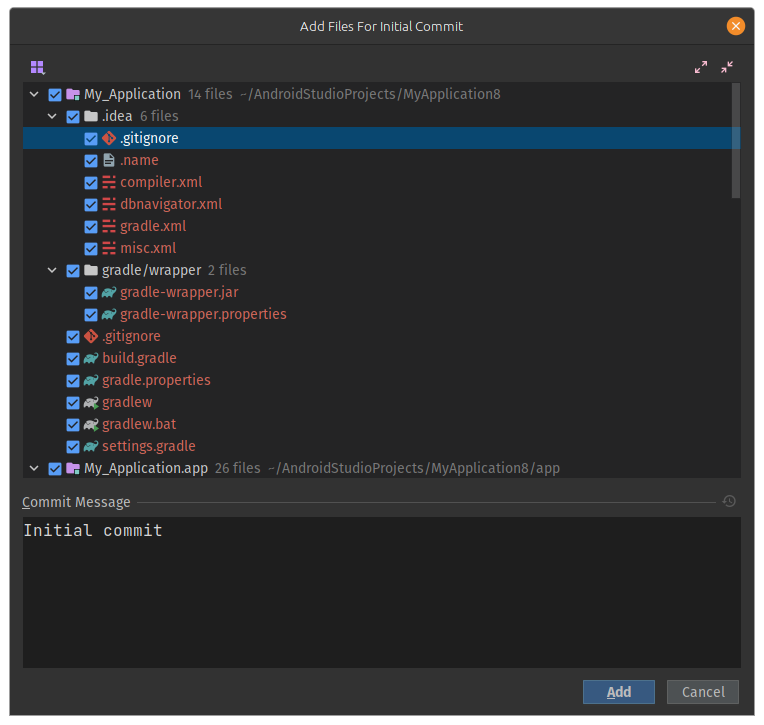 Add Files For Initial Commit
My_Application 14 files ~/AndroidStudioProjects/MyApplication8
.idea 6 files
.gitignore
.name
compiler.xml
dbnavigator.xml
gradle.xml
misc.xml
gradle/wrapper 2 files
gradle-wrapper.jar
gradle-wrapper.properties
.gitignore
build.gradle
gradle.properties
gradlew
gradlew.bat
settings.gradle
My_Application.app 26 files ~/AndroidStudioProjects/MyApplication8/app
Commit Message
Initial commit
Add Cancel